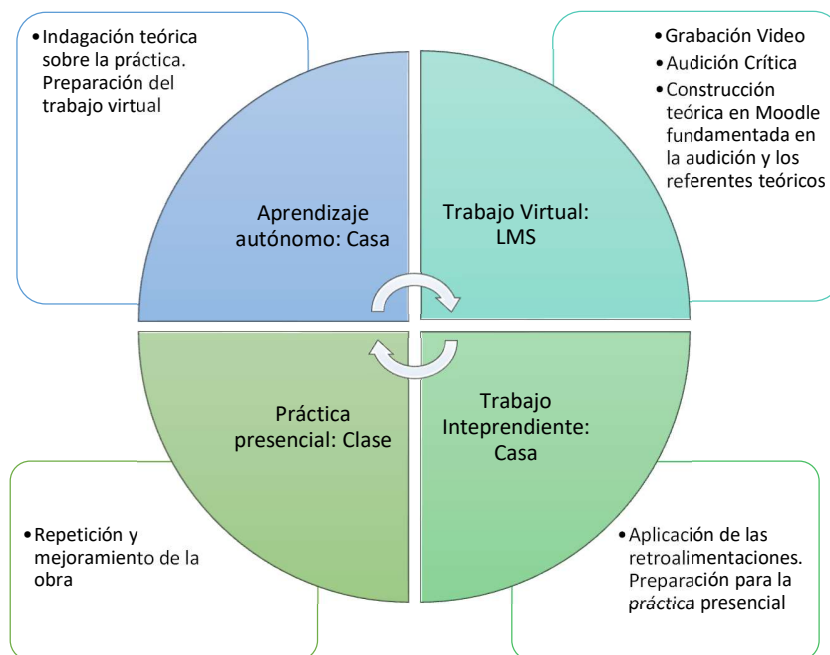 •Indagación teórica
sobre la práctica.
Preparación del
trabajo virtual
•Grabación Video
•Audición Crítica
•Construcción
teórica en Moodle
fundamentada en
la audición y los
referentes teóricos
Aprendizaje
autónomo: Casa
Trabajo Virtual:
LMS
Práctica
presencial: Clase
Trabajo
Inteprendiente:
Casa
•Repetición y
mejoramiento de la
obra
•Aplicación de las
retroalimentaciones.
Preparación para la
práctica presencial